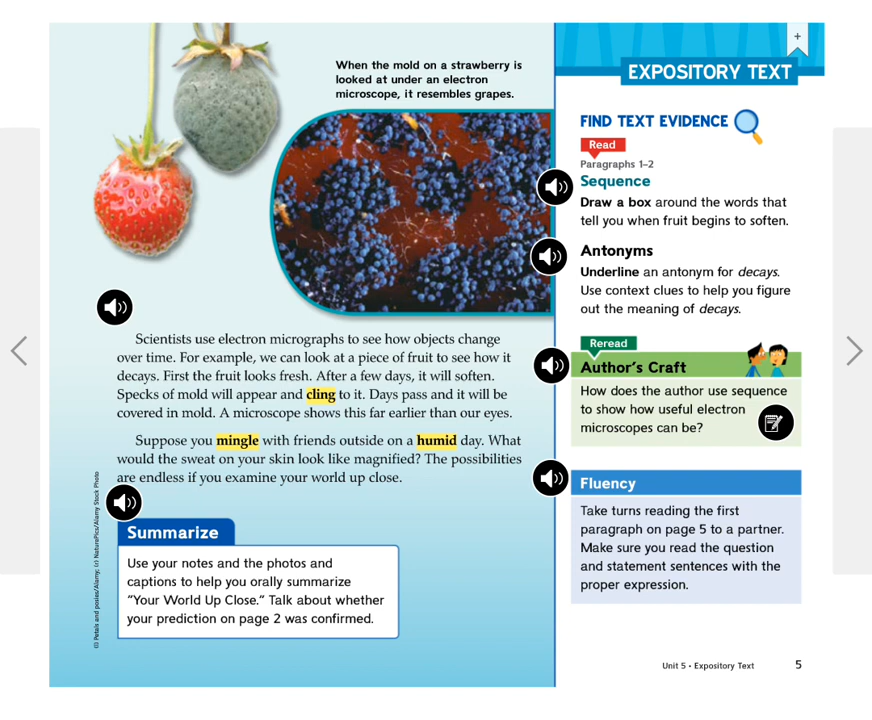 When the mold on a strawberry is
looked at under an electron
microscope, it resembles grapes.
Scientists use electron micrographs to see how objects change
over time. For example, we can look at a piece of fruit to see how it
decays. First the fruit looks fresh. After a few days, it will soften.
Specks of mold will appear and cling to it. Days pass and it will be
covered in mold. A microscope shows this far earlier than our eyes.
Suppose you mingle with friends outside on a humid day. What
would the sweat on your skin look like magnified? The possibilities
are endless if you examine your world up close.
Summarize
Use your notes and the photos and
captions to help you orally summarize
“Your World Up Close.” Talk about whether
your prediction on page 2 was confirmed.
(t) Petals and posies/Alamy; (r) NaturePics/Alamy Stock Photo
+
EXPOSITORY TEXT
FIND TEXT EVIDENCE
Read
Paragraphs 1–2
Sequence
Draw a box around the words that
tell you when fruit begins to soften.
Antonyms
Underline an antonym for decays.
Use context clues to help you figure
out the meaning of decays.
Reread
Author's Craft
How does the author use sequence
to show how useful electron
microscopes can be?
Fluency
Take turns reading the first
paragraph on page 5 to a partner.
Make sure you read the question
and statement sentences with the
proper expression.
Unit 5 • Expository Text 5